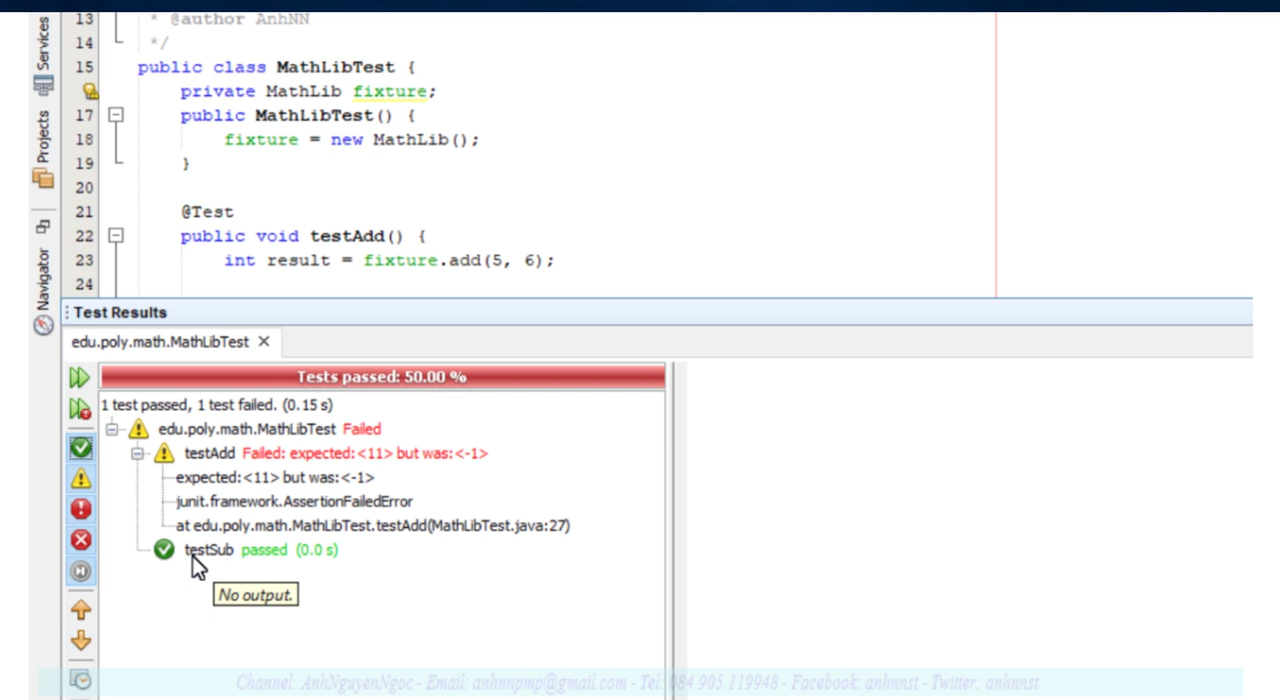 Services
Projects
Navigator
13 * @author AnhNN
14 */
15 public class MathLibTest {
private MathLib fixture;
17 public MathLibTest() {
18 fixture = new MathLib();
19 }
20
21 @Test
22 public void testAdd() {
23 int result = fixture.add(5, 6);
24
Test Results
edu.poly.math.MathLibTest
Tests passed: 50.00 %
1 test passed, 1 test failed. (0.15 s)
edu.poly.math.MathLibTest Failed
testAdd Failed: expected:<11> but was:<-1>
expected:<11> but was:<-1>
junit.framework.AssertionFailedError
at edu.poly.math.MathLibTest.testAdd(MathLibTest.java:27)
testSub passed (0.0 s)
No output.
Channel: AnhNguyenNgoc - Email: anhnnpmp@gmail.com - Tel: 084.905.119948 - Facebook: anhnnst - Twitter: anhnnst